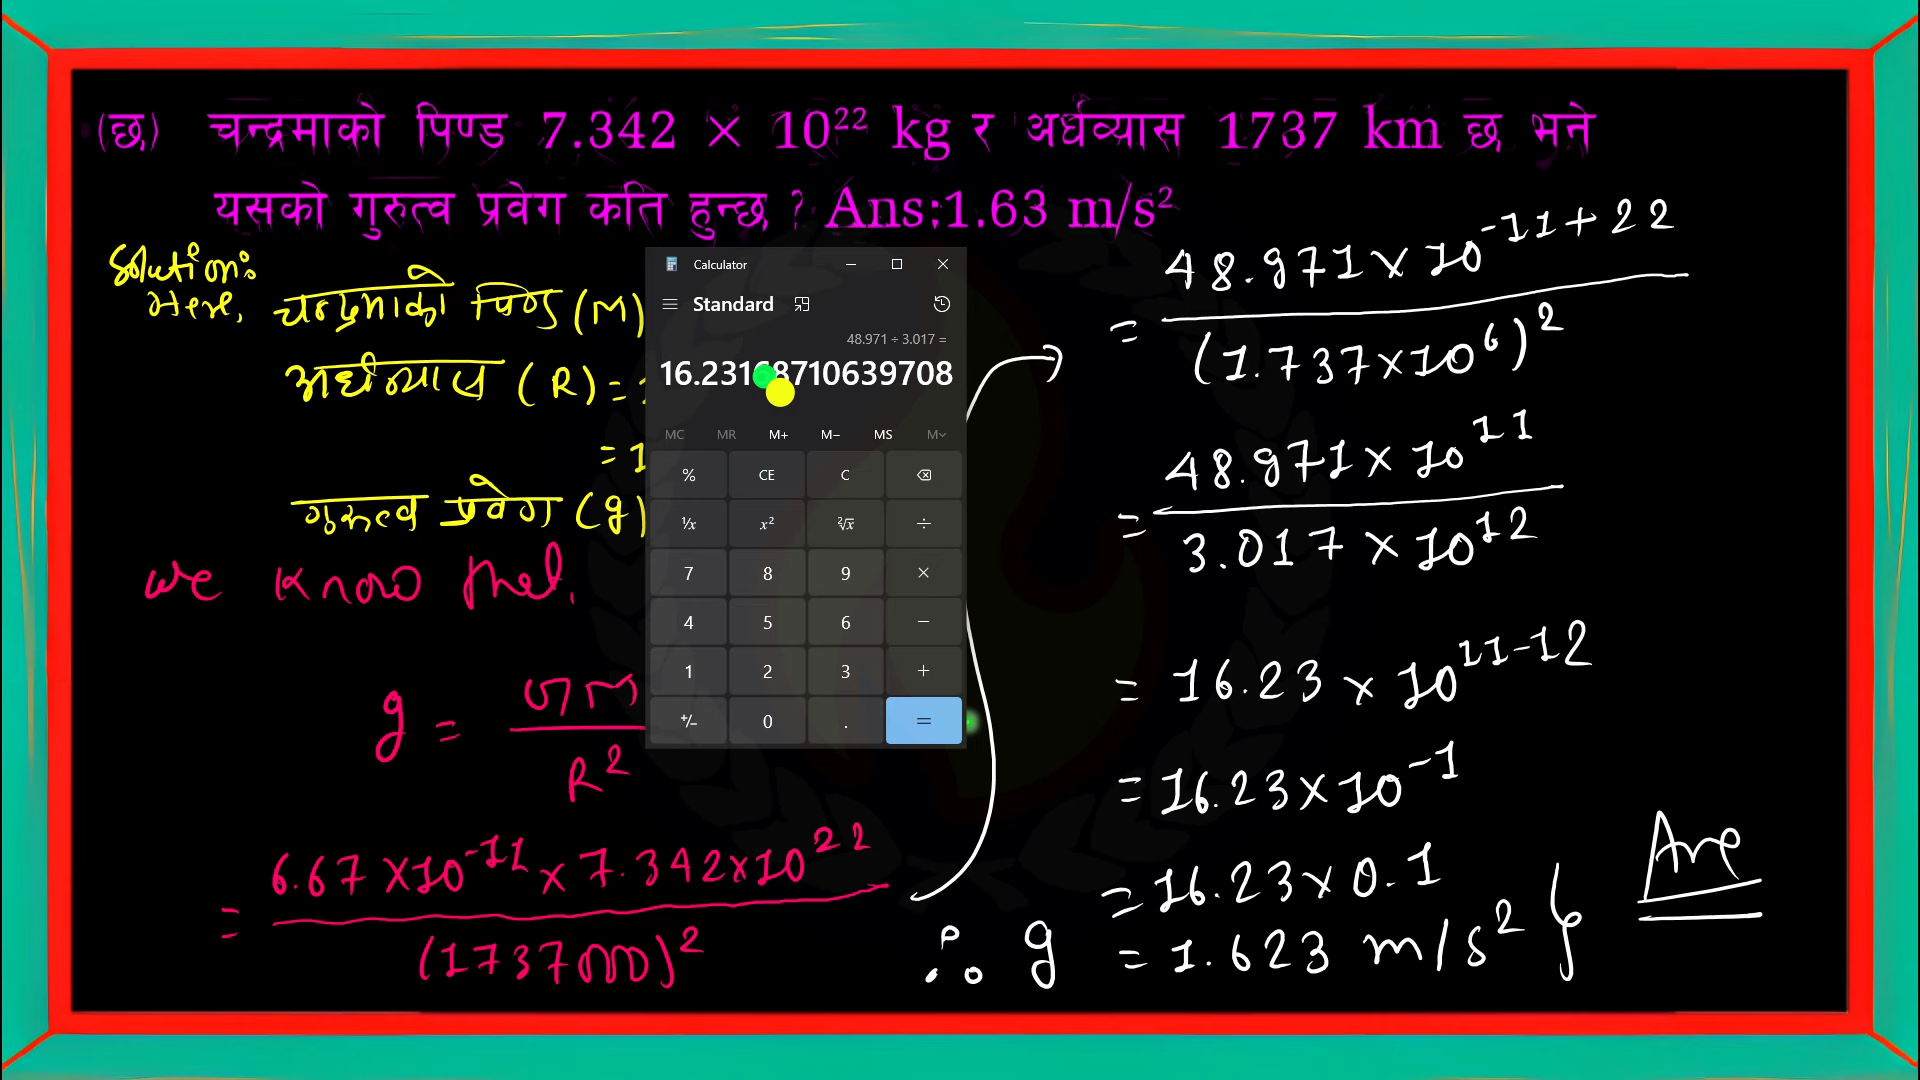 (छ) चन्द्रमाको पिण्ड 7.342 × 10²² kg र अर्धव्यास 1737 km छ भने
यसको गुरुत्व प्रवेग कति हुन्छ ? Ans:1.63 m/s²
Solution:
Here, चन्द्रमाको पिण्ड (M)
अर्धव्यास (R) = 1
= 1
गुरुत्व प्रवेग (g)
we know that,
g = GM / R²
= 6.67 × 10⁻¹¹ × 7.342 × 10²² / (1737000)²
Calculator
Standard
48.971 ÷ 3.017 =
16.23168710639708
MC MR M+ M− MS M
% CE C ⌫
¹/x x² ²√x ÷
7 8 9 ×
4 5 6 −
1 2 3 +
+/− 0 . =
= 48.971 × 10⁻¹¹⁺²² / (1.737 × 10⁶)²
= 48.971 × 10¹¹ / 3.017 × 10¹²
= 16.23 × 10¹¹⁻¹²
= 16.23 × 10⁻¹
= 16.23 × 0.1
∴ g = 1.623 m/s²